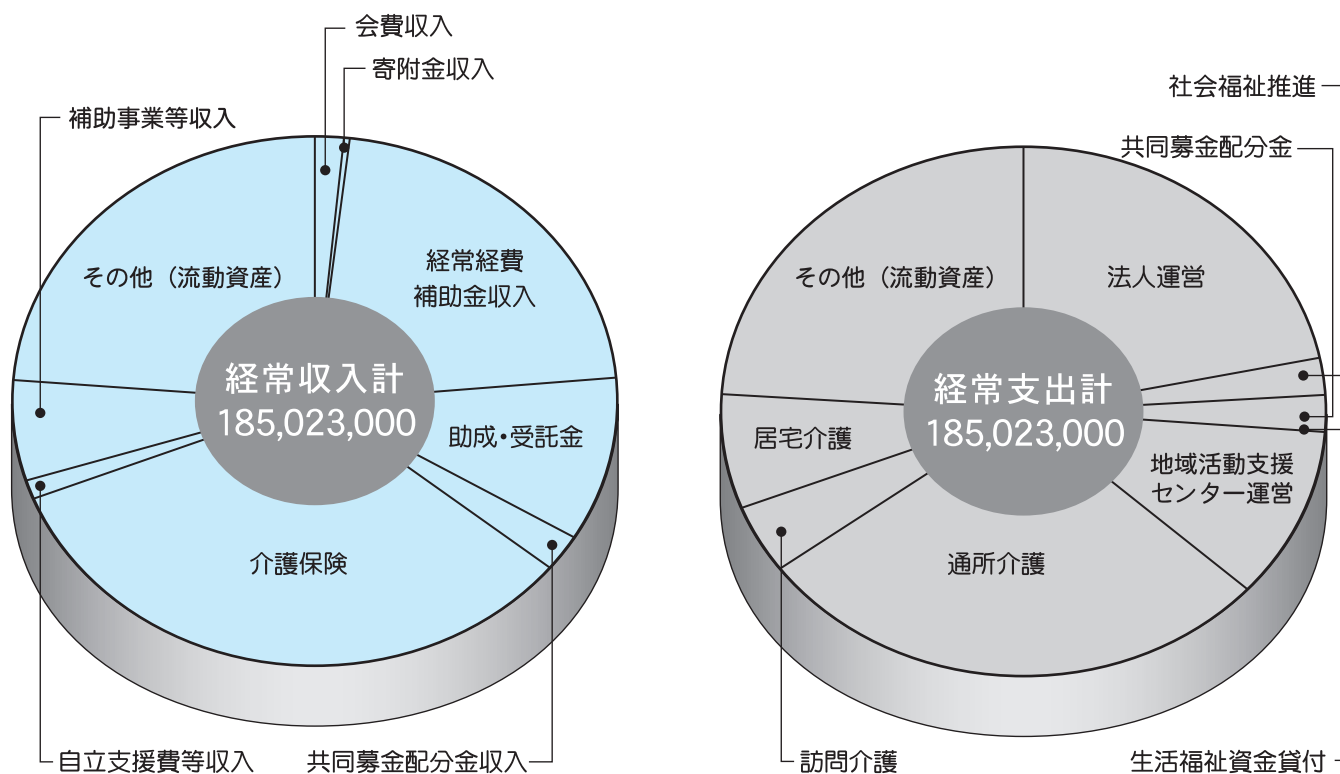 会費収入
寄附金収入
補助事業等収入
その他（流動資産）
経常経費
補助金収入
経常収入計
185,023,000
助成・受託金
介護保険
自立支援費等収入
共同募金配分金収入
社会福祉推進
共同募金配分金
その他（流動資産）
法人運営
経常支出計
185,023,000
居宅介護
地域活動支援
センター運営
通所介護
訪問介護
生活福祉資金貸付